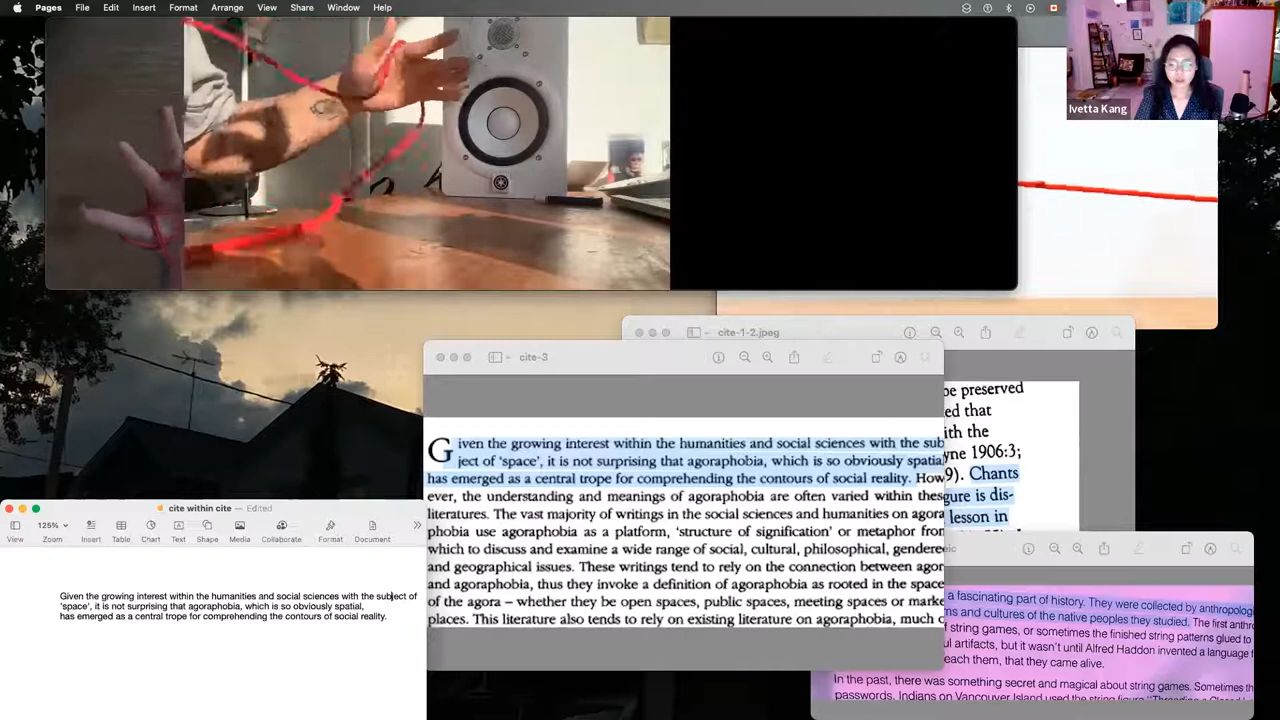 Pages File Edit Insert Format Arrange View Share Window Help
Ivetta Kang
cite-1-2.jpeg
cite-3
be preserved
ed that
ith the
yne 1906:3;
9). Chants
gure is dis-
lesson in
Given the growing interest within the humanities and social sciences with the sub
ject of 'space', it is not surprising that agoraphobia, which is so obviously spatia
has emerged as a central trope for comprehending the contours of social reality. How
ever, the understanding and meanings of agoraphobia are often varied within thes
literatures. The vast majority of writings in the social sciences and humanities on agora
phobia use agoraphobia as a platform, 'structure of signification' or metaphor from
which to discuss and examine a wide range of social, cultural, philosophical, gendere
and geographical issues. These writings tend to rely on the connection between agor
and agoraphobia, thus they invoke a definition of agoraphobia as rooted in the space
of the agora – whether they be open spaces, public spaces, meeting spaces or marke
places. This literature also tends to rely on existing literature on agoraphobia, much o
cite within cite — Edited
125%
View Zoom Insert Table Chart Text Shape Media Collaborate Format Document
Given the growing interest within the humanities and social sciences with the subject of
'space', it is not surprising that agoraphobia, which is so obviously spatial,
has emerged as a central trope for comprehending the contours of social reality.
eic
a fascinating part of history. They were collected by anthropologi
ms and cultures of the native peoples they studied. The first anthr
string games, or sometimes the finished string patterns glued to
ul artifacts, but it wasn't until Alfred Haddon invented a language f
each them, that they came alive.
In the past, there was something secret and magical about string games. Sometimes th
passwords. Indians on Vancouver Island used the string figure "Threading a Closed